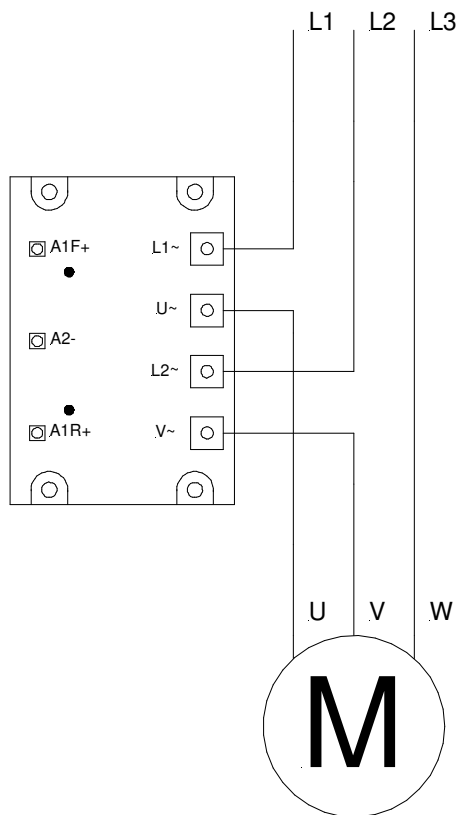 L1 L2 L3
A1F+ L1~
U~
A2-
L2~
A1R+ V~
U V W
M